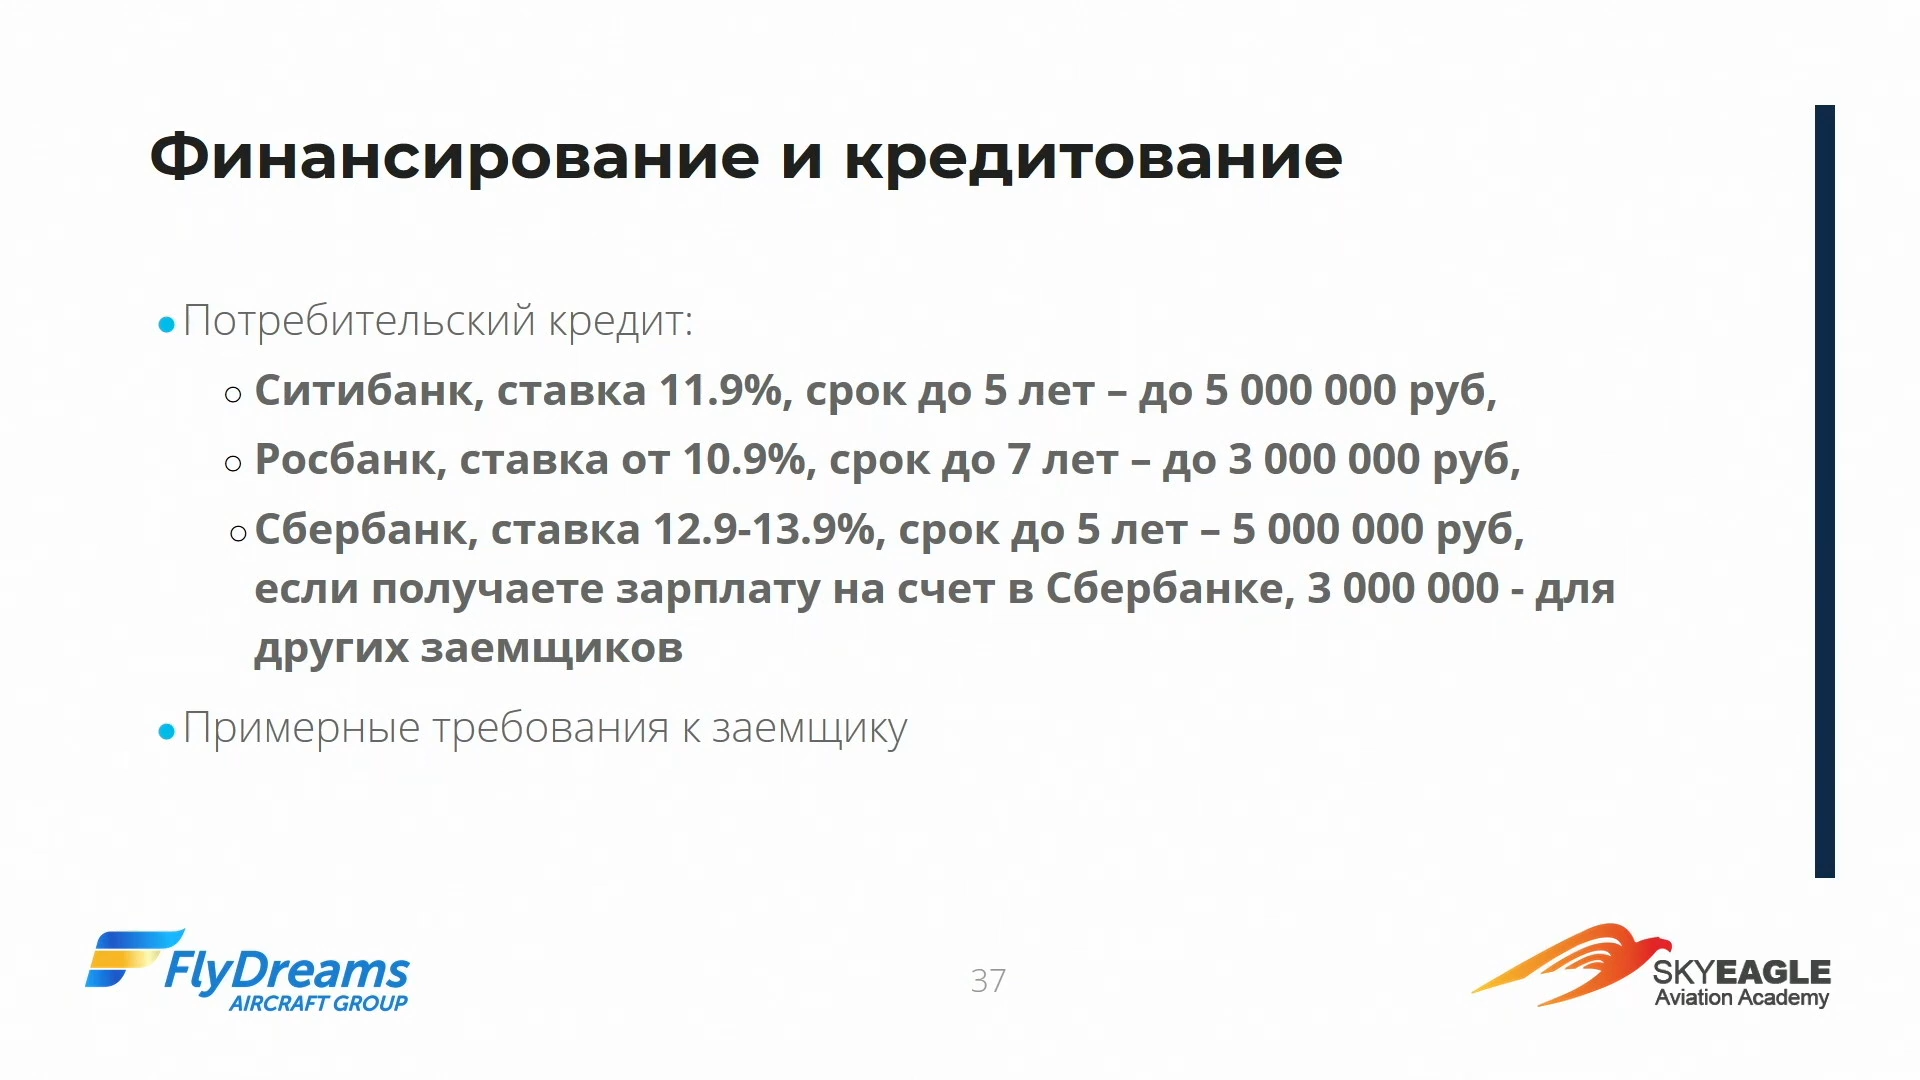 Финансирование и кредитование
Потребительский кредит:
Ситибанк, ставка 11.9%, срок до 5 лет – до 5 000 000 руб,
Росбанк, ставка от 10.9%, срок до 7 лет – до 3 000 000 руб,
Сбербанк, ставка 12.9-13.9%, срок до 5 лет – 5 000 000 руб,
если получаете зарплату на счет в Сбербанке, 3 000 000 - для
других заемщиков
Примерные требования к заемщику
FlyDreams
AIRCRAFT GROUP
37
SKYEAGLE
Aviation Academy